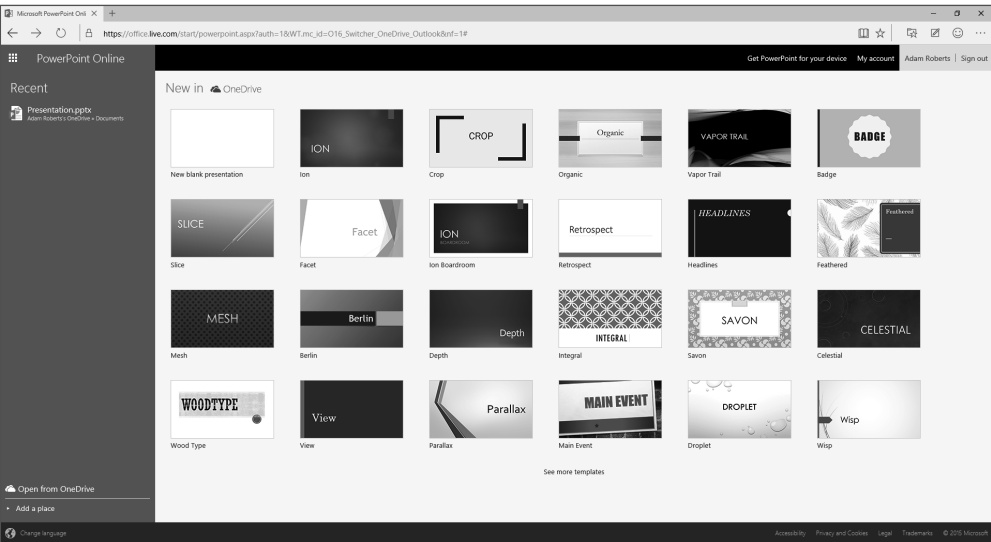 Microsoft PowerPoint Onli
https://office.live.com/start/powerpoint.aspx?auth=1&WT.mc_id=O16_Switcher_OneDrive_Outlook&nf=1#
PowerPoint Online
Get PowerPoint for your device My account Adam Roberts Sign out
Recent
Presentation.pptx
Adam Roberts's OneDrive » Documents
New in OneDrive
ION
CROP
Organic
VAPOR TRAIL
BADGE
New blank presentation Ion Crop Organic Vapor Trail Badge
SLICE
Facet
ION
BOARDROOM
Retrospect
HEADLINES
Feathered
Slice Facet Ion Boardroom Retrospect Headlines Feathered
MESH
Berlin
Depth
INTEGRAL
SAVON
CELESTIAL
Mesh Berlin Depth Integral Savon Celestial
WOODTYPE
View
Parallax
MAIN EVENT
DROPLET
Wisp
Wood Type View Parallax Main Event Droplet Wisp
See more templates
Open from OneDrive
Add a place
Change language
Accessibility Privacy and Cookies Legal Trademarks © 2015 Microsoft